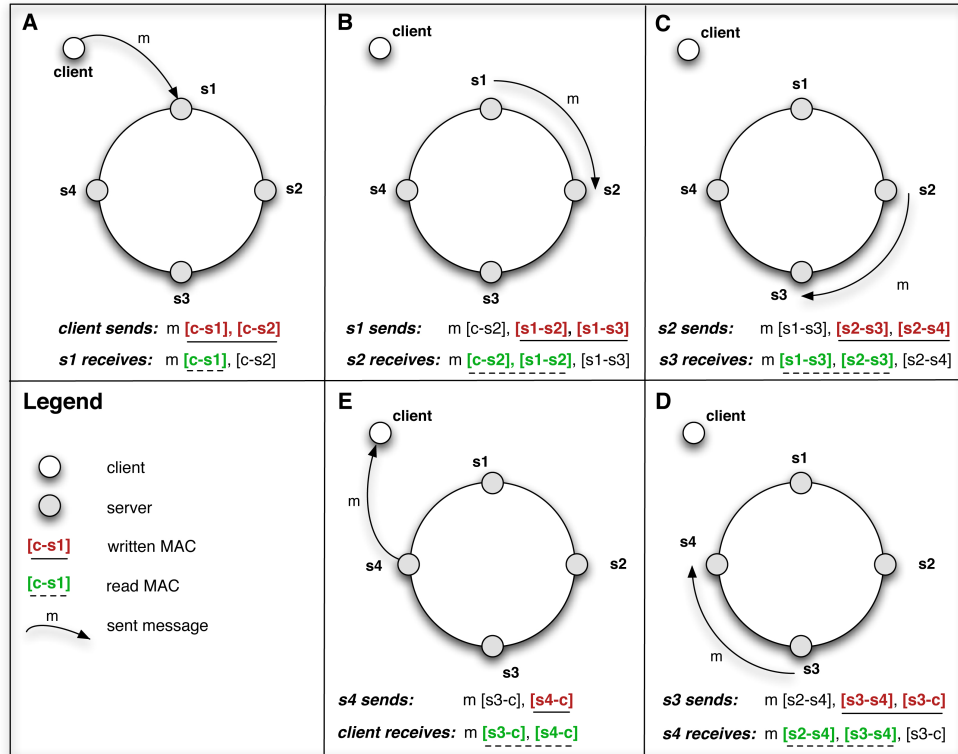 A
client
m
s1
s4
s2
s3
client sends: m [c-s1], [c-s2]
s1 receives: m [c-s1], [c-s2]
B
client
s1
m
s4
s2
s3
s1 sends: m [c-s2], [s1-s2], [s1-s3]
s2 receives: m [c-s2], [s1-s2], [s1-s3]
C
client
s1
s4
s2
m
s3
s2 sends: m [s1-s3], [s2-s3], [s2-s4]
s3 receives: m [s1-s3], [s2-s3], [s2-s4]
Legend
client
server
[c-s1] written MAC
[c-s1] read MAC
m
sent message
E
client
s1
m
s4
s2
s3
s4 sends: m [s3-c], [s4-c]
client receives: m [s3-c], [s4-c]
D
client
s1
s4
s2
m
s3
s3 sends: m [s2-s4], [s3-s4], [s3-c]
s4 receives: m [s2-s4], [s3-s4], [s3-c]